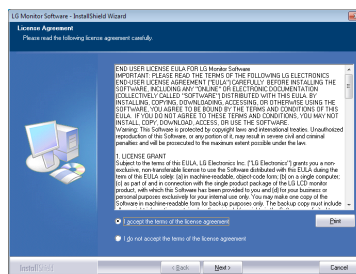 LG Monitor Software - InstallShield Wizard
License Agreement
Please read the following license agreement carefully.
END USER LICENSE EULA FOR LG Monitor Software
IMPORTANT: PLEASE READ THE TERMS OF THE FOLLOWING LG ELECTRONICS
END-USER LICENSE AGREEMENT ("EULA") CAREFULLY. BEFORE INSTALLING THE
SOFTWARE, INCLUDING ANY "ONLINE" OR ELECTRONIC DOCUMENTATION
(COLLECTIVELY CALLED "SOFTWARE") DISTRIBUTED WITH THIS EULA. BY
INSTALLING, COPYING, DOWNLOADING, ACCESSING, OR OTHERWISE USING THE
SOFTWARE, YOU AGREE TO BE BOUND BY THE TERMS AND CONDITIONS OF THIS
EULA. IF YOU DO NOT AGREE TO THESE TERMS AND CONDITIONS, YOU MAY NOT
INSTALL, COPY, DOWNLOAD, ACCESS, OR USE THE SOFTWARE.
Warning: This Software is protected by copyright laws and international treaties. Unauthorized
reproduction of this Software, or any portion of it, may result in severe civil and criminal
penalties and will be prosecuted to the maximum extent possible under the law.
1. LICENSE GRANT
Subject to the terms of this EULA, LG Electronics Inc. ("LG Electronics") grants you a non-
exclusive, non-transferable license to use the Software distributed with this EULA during the
term of this EULA solely: (a) in machine-readable, object-code form; (b) on a single computer;
(c) as part of and in connection with the single product package of the LG LCD monitor
product, with which this Software has been provided to you and (d) for your business or
personal purposes exclusively for your internal use only. You may make one copy of the
Software in machine-readable form for backup purposes only. The backup copy must include
I accept the terms of the license agreement
Print
I do not accept the terms of the license agreement
InstallShield
< Back
Next >
Cancel